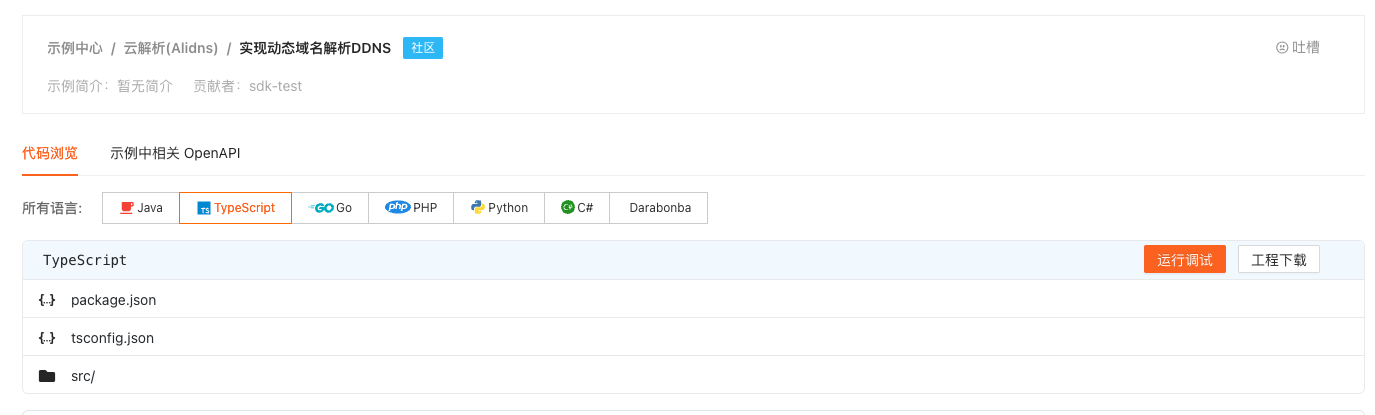 示例中心 / 云解析(Alidns) / 实现动态域名解析DDNS 社区 吐槽
示例简介：暂无简介 贡献者：sdk-test
代码浏览 示例中相关 OpenAPI
所有语言: Java TS TypeScript GO Go php PHP Python C# C# Darabonba
TypeScript 运行调试 工程下载
{..} package.json
{..} tsconfig.json
src/